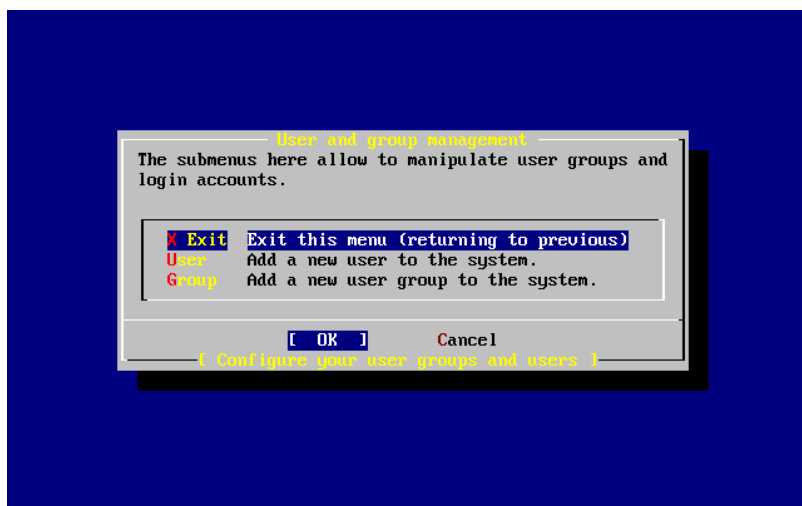 User and group management
The submenus here allow to manipulate user groups and
login accounts.
X Exit Exit this menu (returning to previous)
User Add a new user to the system.
Group Add a new user group to the system.
[ OK ] Cancel
[ Configure your user groups and users ]